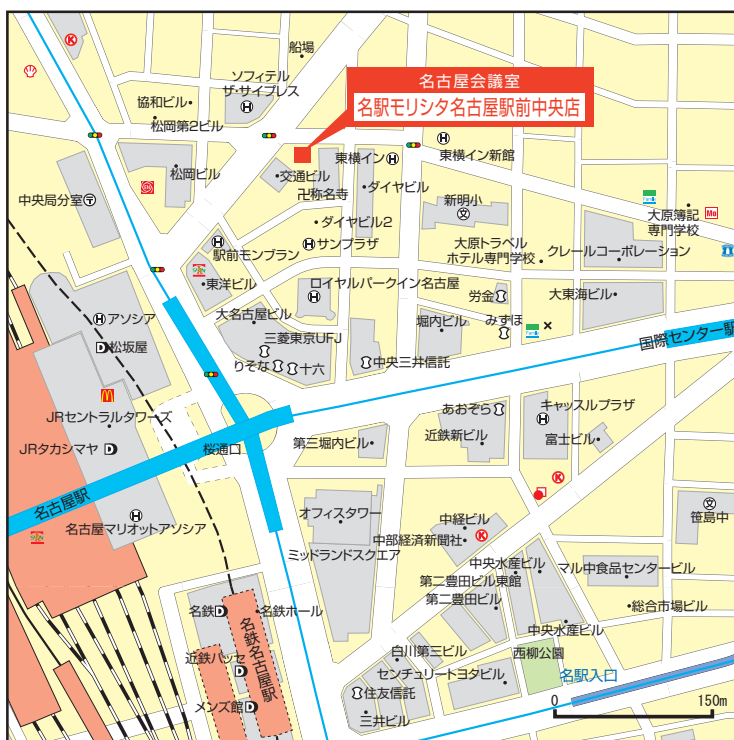 船場
ソフィテル
ザ・サイプレス
名古屋会議室
名駅モリシタ名古屋駅前中央店
協和ビル
松岡第2ビル
松岡ビル
中央局分室
交通ビル
卍称名寺
東横イン
東横イン新館
ダイヤビル
新明小
ダイヤビル2
サンプラザ
駅前モンブラン
東洋ビル
大原トラベル
ホテル専門学校
クレールコーポレーション
大原簿記
専門学校
ロイヤルパークイン名古屋
労金
大東海ビル
アソシア
松坂屋
大名古屋ビル
三菱東京UFJ
りそな
十六
中央三井信託
堀内ビル
みずほ
国際センター駅
JRセントラルタワーズ
JRタカシマヤ
桜通口
第三堀内ビル
あおぞら
近鉄新ビル
キャッスルプラザ
富士ビル
名古屋駅
名古屋マリオットアソシア
オフィスタワー
ミッドランドスクエア
中経ビル
中部経済新聞社
笹島中
中央水産ビル
第二豊田ビル東館
第二豊田ビル
マル中食品センタービル
総合市場ビル
中央水産ビル
名鉄
名鉄ホール
名鉄名古屋駅
近鉄パッセ
メンズ館
白川第三ビル
センチュリートヨタビル
住友信託
三井ビル
西柳公園
名駅入口
0 150m